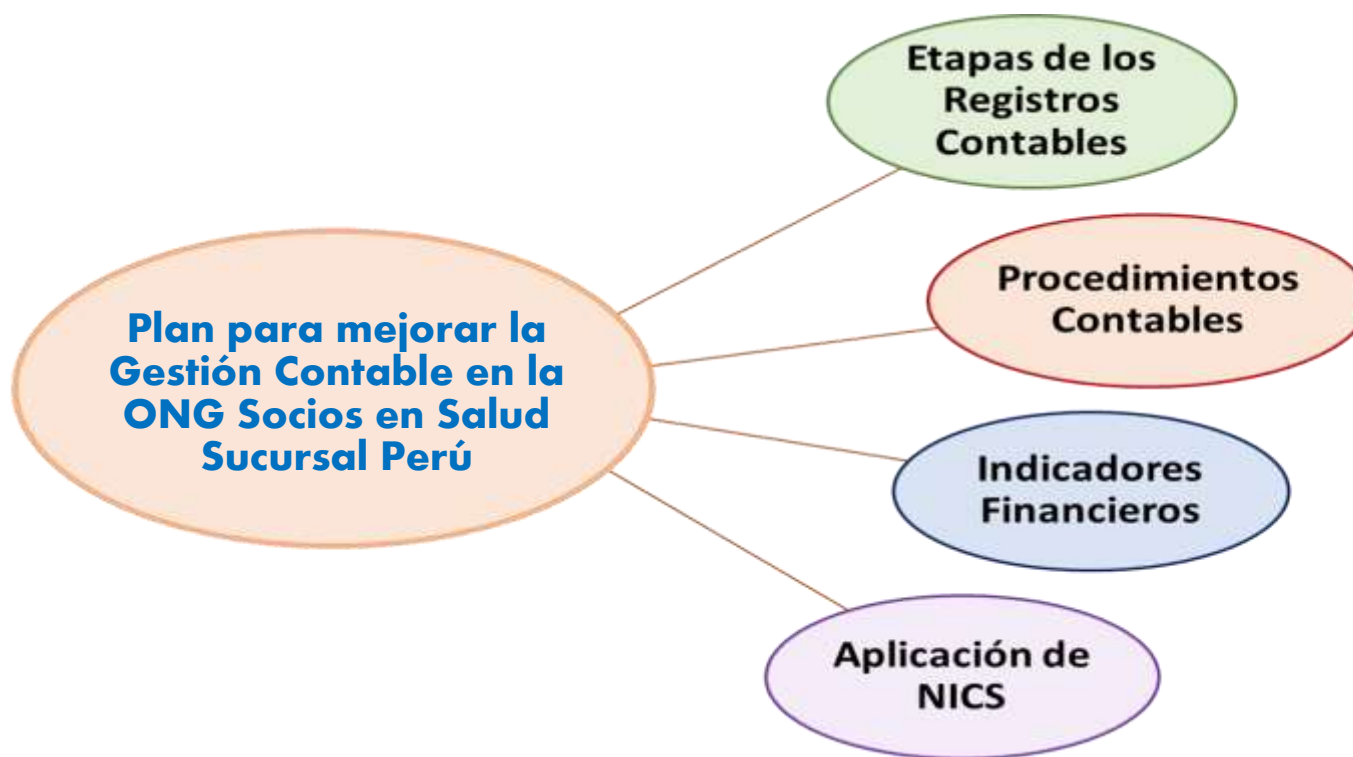 Etapas de los
Registros
Contables
Procedimientos
Contables
Plan para mejorar la
Gestión Contable en la
ONG Socios en Salud
Sucursal Perú
Indicadores
Financieros
Aplicación de
NICS